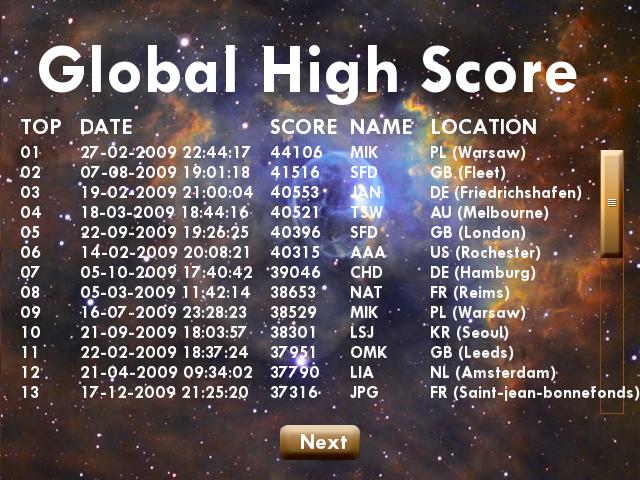 Global High Score
TOP DATE SCORE NAME LOCATION
01 27-02-2009 22:44:17 44106 MIK PL (Warsaw)
02 07-08-2009 19:01:18 41516 SFD GB (Fleet)
03 19-02-2009 21:00:04 40553 JAN DE (Friedrichshafen)
04 18-03-2009 18:44:16 40521 TSW AU (Melbourne)
05 22-09-2009 19:26:25 40396 SFD GB (London)
06 14-02-2009 20:08:21 40315 AAA US (Rochester)
07 05-10-2009 17:40:42 39046 CHD DE (Hamburg)
08 05-03-2009 11:42:14 38653 NAT FR (Reims)
09 16-07-2009 23:28:23 38529 MIK PL (Warsaw)
10 21-09-2009 18:03:57 38301 LSJ KR (Seoul)
11 22-02-2009 18:37:24 37951 OMK GB (Leeds)
12 21-04-2009 09:34:02 37790 LIA NL (Amsterdam)
13 17-12-2009 21:25:20 37316 JPG FR (Saint-jean-bonnefonds)
Next